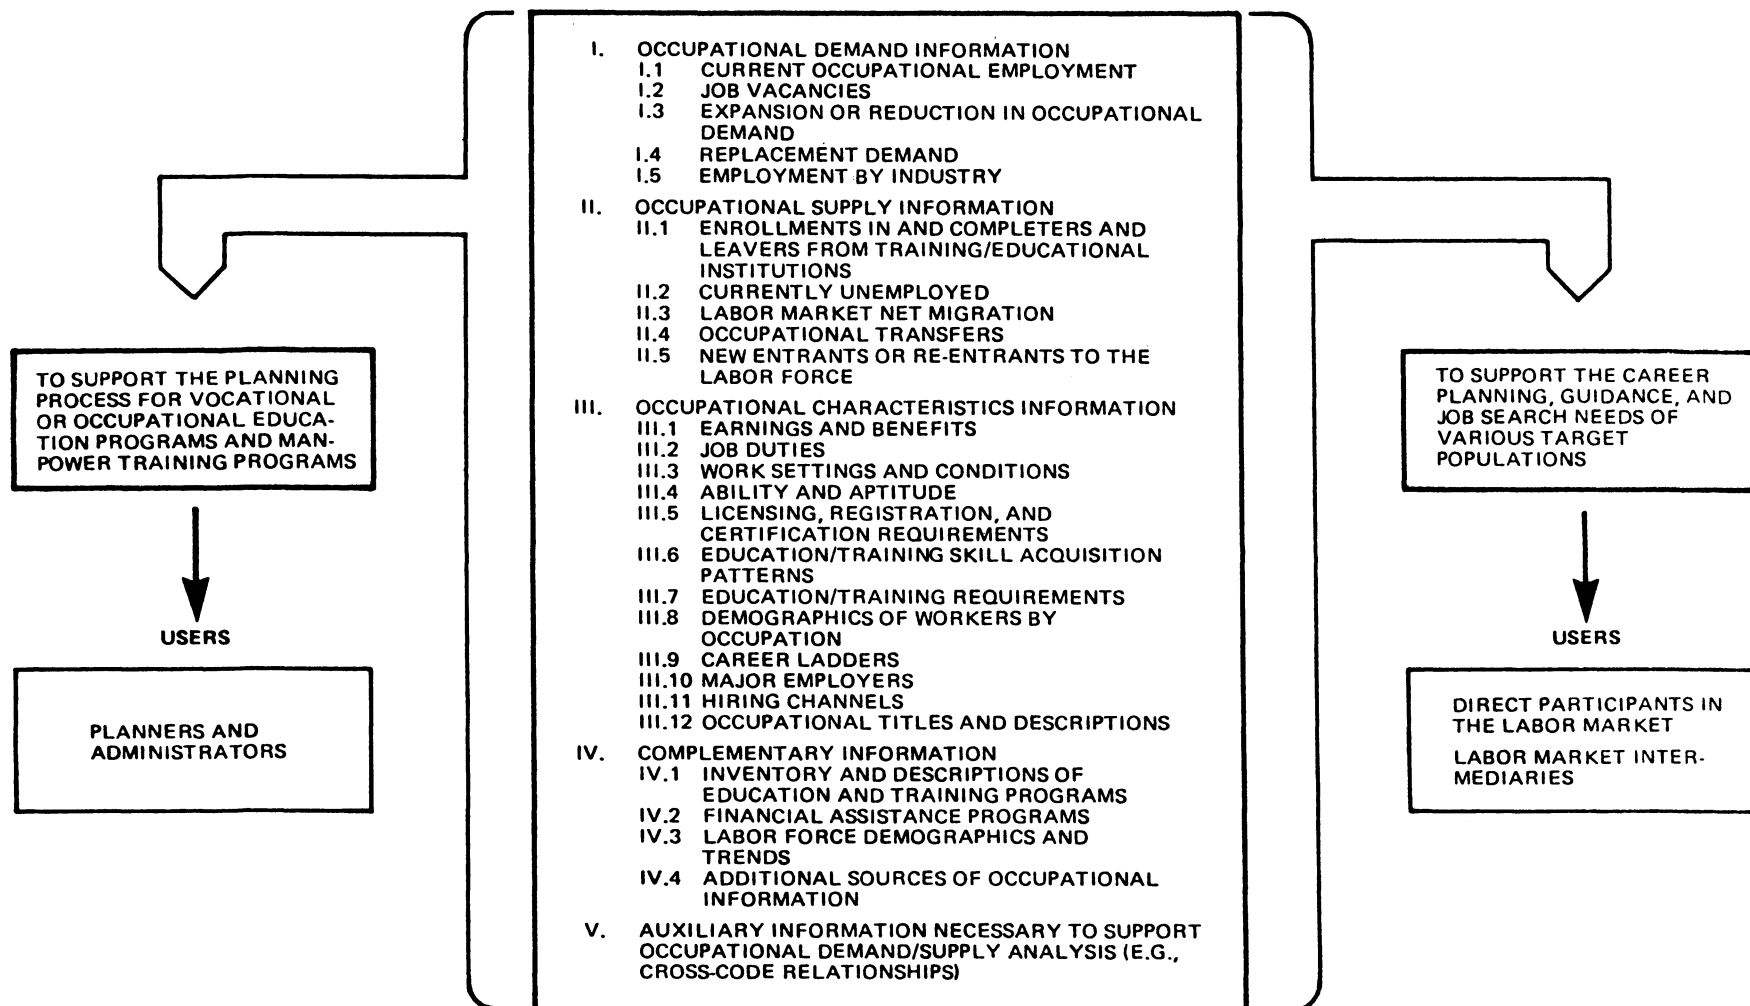 I. OCCUPATIONAL DEMAND INFORMATION
I.1 CURRENT OCCUPATIONAL EMPLOYMENT
I.2 JOB VACANCIES
I.3 EXPANSION OR REDUCTION IN OCCUPATIONAL
DEMAND
I.4 REPLACEMENT DEMAND
I.5 EMPLOYMENT BY INDUSTRY
II. OCCUPATIONAL SUPPLY INFORMATION
II.1 ENROLLMENTS IN AND COMPLETERS AND
LEAVERS FROM TRAINING/EDUCATIONAL
INSTITUTIONS
II.2 CURRENTLY UNEMPLOYED
II.3 LABOR MARKET NET MIGRATION
II.4 OCCUPATIONAL TRANSFERS
II.5 NEW ENTRANTS OR RE-ENTRANTS TO THE
LABOR FORCE
III. OCCUPATIONAL CHARACTERISTICS INFORMATION
III.1 EARNINGS AND BENEFITS
III.2 JOB DUTIES
III.3 WORK SETTINGS AND CONDITIONS
III.4 ABILITY AND APTITUDE
III.5 LICENSING, REGISTRATION, AND
CERTIFICATION REQUIREMENTS
III.6 EDUCATION/TRAINING SKILL ACQUISITION
PATTERNS
III.7 EDUCATION/TRAINING REQUIREMENTS
III.8 DEMOGRAPHICS OF WORKERS BY
OCCUPATION
III.9 CAREER LADDERS
III.10 MAJOR EMPLOYERS
III.11 HIRING CHANNELS
III.12 OCCUPATIONAL TITLES AND DESCRIPTIONS
IV. COMPLEMENTARY INFORMATION
IV.1 INVENTORY AND DESCRIPTIONS OF
EDUCATION AND TRAINING PROGRAMS
IV.2 FINANCIAL ASSISTANCE PROGRAMS
IV.3 LABOR FORCE DEMOGRAPHICS AND
TRENDS
IV.4 ADDITIONAL SOURCES OF OCCUPATIONAL
INFORMATION
V. AUXILIARY INFORMATION NECESSARY TO SUPPORT
OCCUPATIONAL DEMAND/SUPPLY ANALYSIS (E.G.,
CROSS-CODE RELATIONSHIPS)
TO SUPPORT THE PLANNING
PROCESS FOR VOCATIONAL
OR OCCUPATIONAL EDUCA-
TION PROGRAMS AND MAN-
POWER TRAINING PROGRAMS
USERS
PLANNERS AND
ADMINISTRATORS
TO SUPPORT THE CAREER
PLANNING, GUIDANCE, AND
JOB SEARCH NEEDS OF
VARIOUS TARGET
POPULATIONS
USERS
DIRECT PARTICIPANTS IN
THE LABOR MARKET
LABOR MARKET INTER-
MEDIARIES